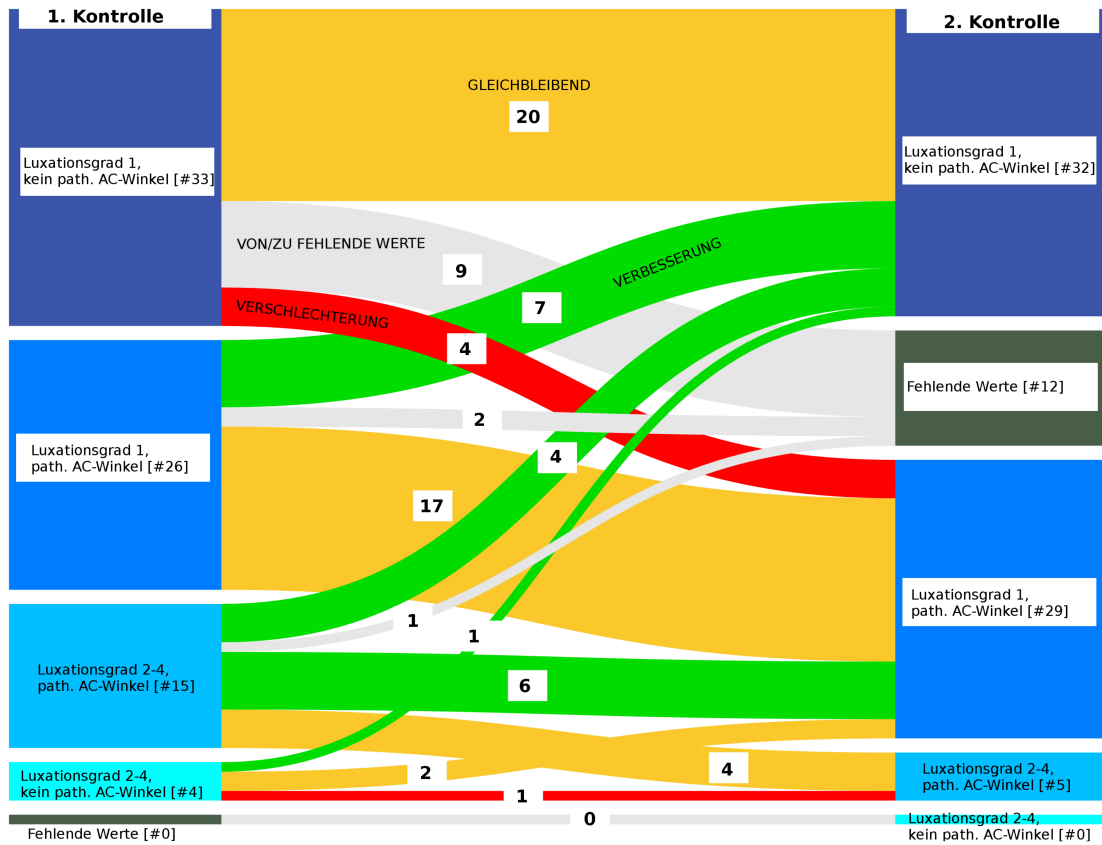 1. Kontrolle
2. Kontrolle
GLEICHBLEIBEND
20
Luxationsgrad 1,
kein path. AC-Winkel [#33]
Luxationsgrad 1,
kein path. AC-Winkel [#32]
VON/ZU FEHLENDE WERTE
9
VERBESSERUNG
7
VERSCHLECHTERUNG
4
Fehlende Werte [#12]
2
Luxationsgrad 1,
path. AC-Winkel [#26]
4
17
Luxationsgrad 1,
path. AC-Winkel [#29]
1
1
Luxationsgrad 2-4,
path. AC-Winkel [#15]
6
2
4
Luxationsgrad 2-4,
path. AC-Winkel [#5]
Luxationsgrad 2-4,
kein path. AC-Winkel [#4]
1
0
Luxationsgrad 2-4,
kein path. AC-Winkel [#0]
Fehlende Werte [#0]